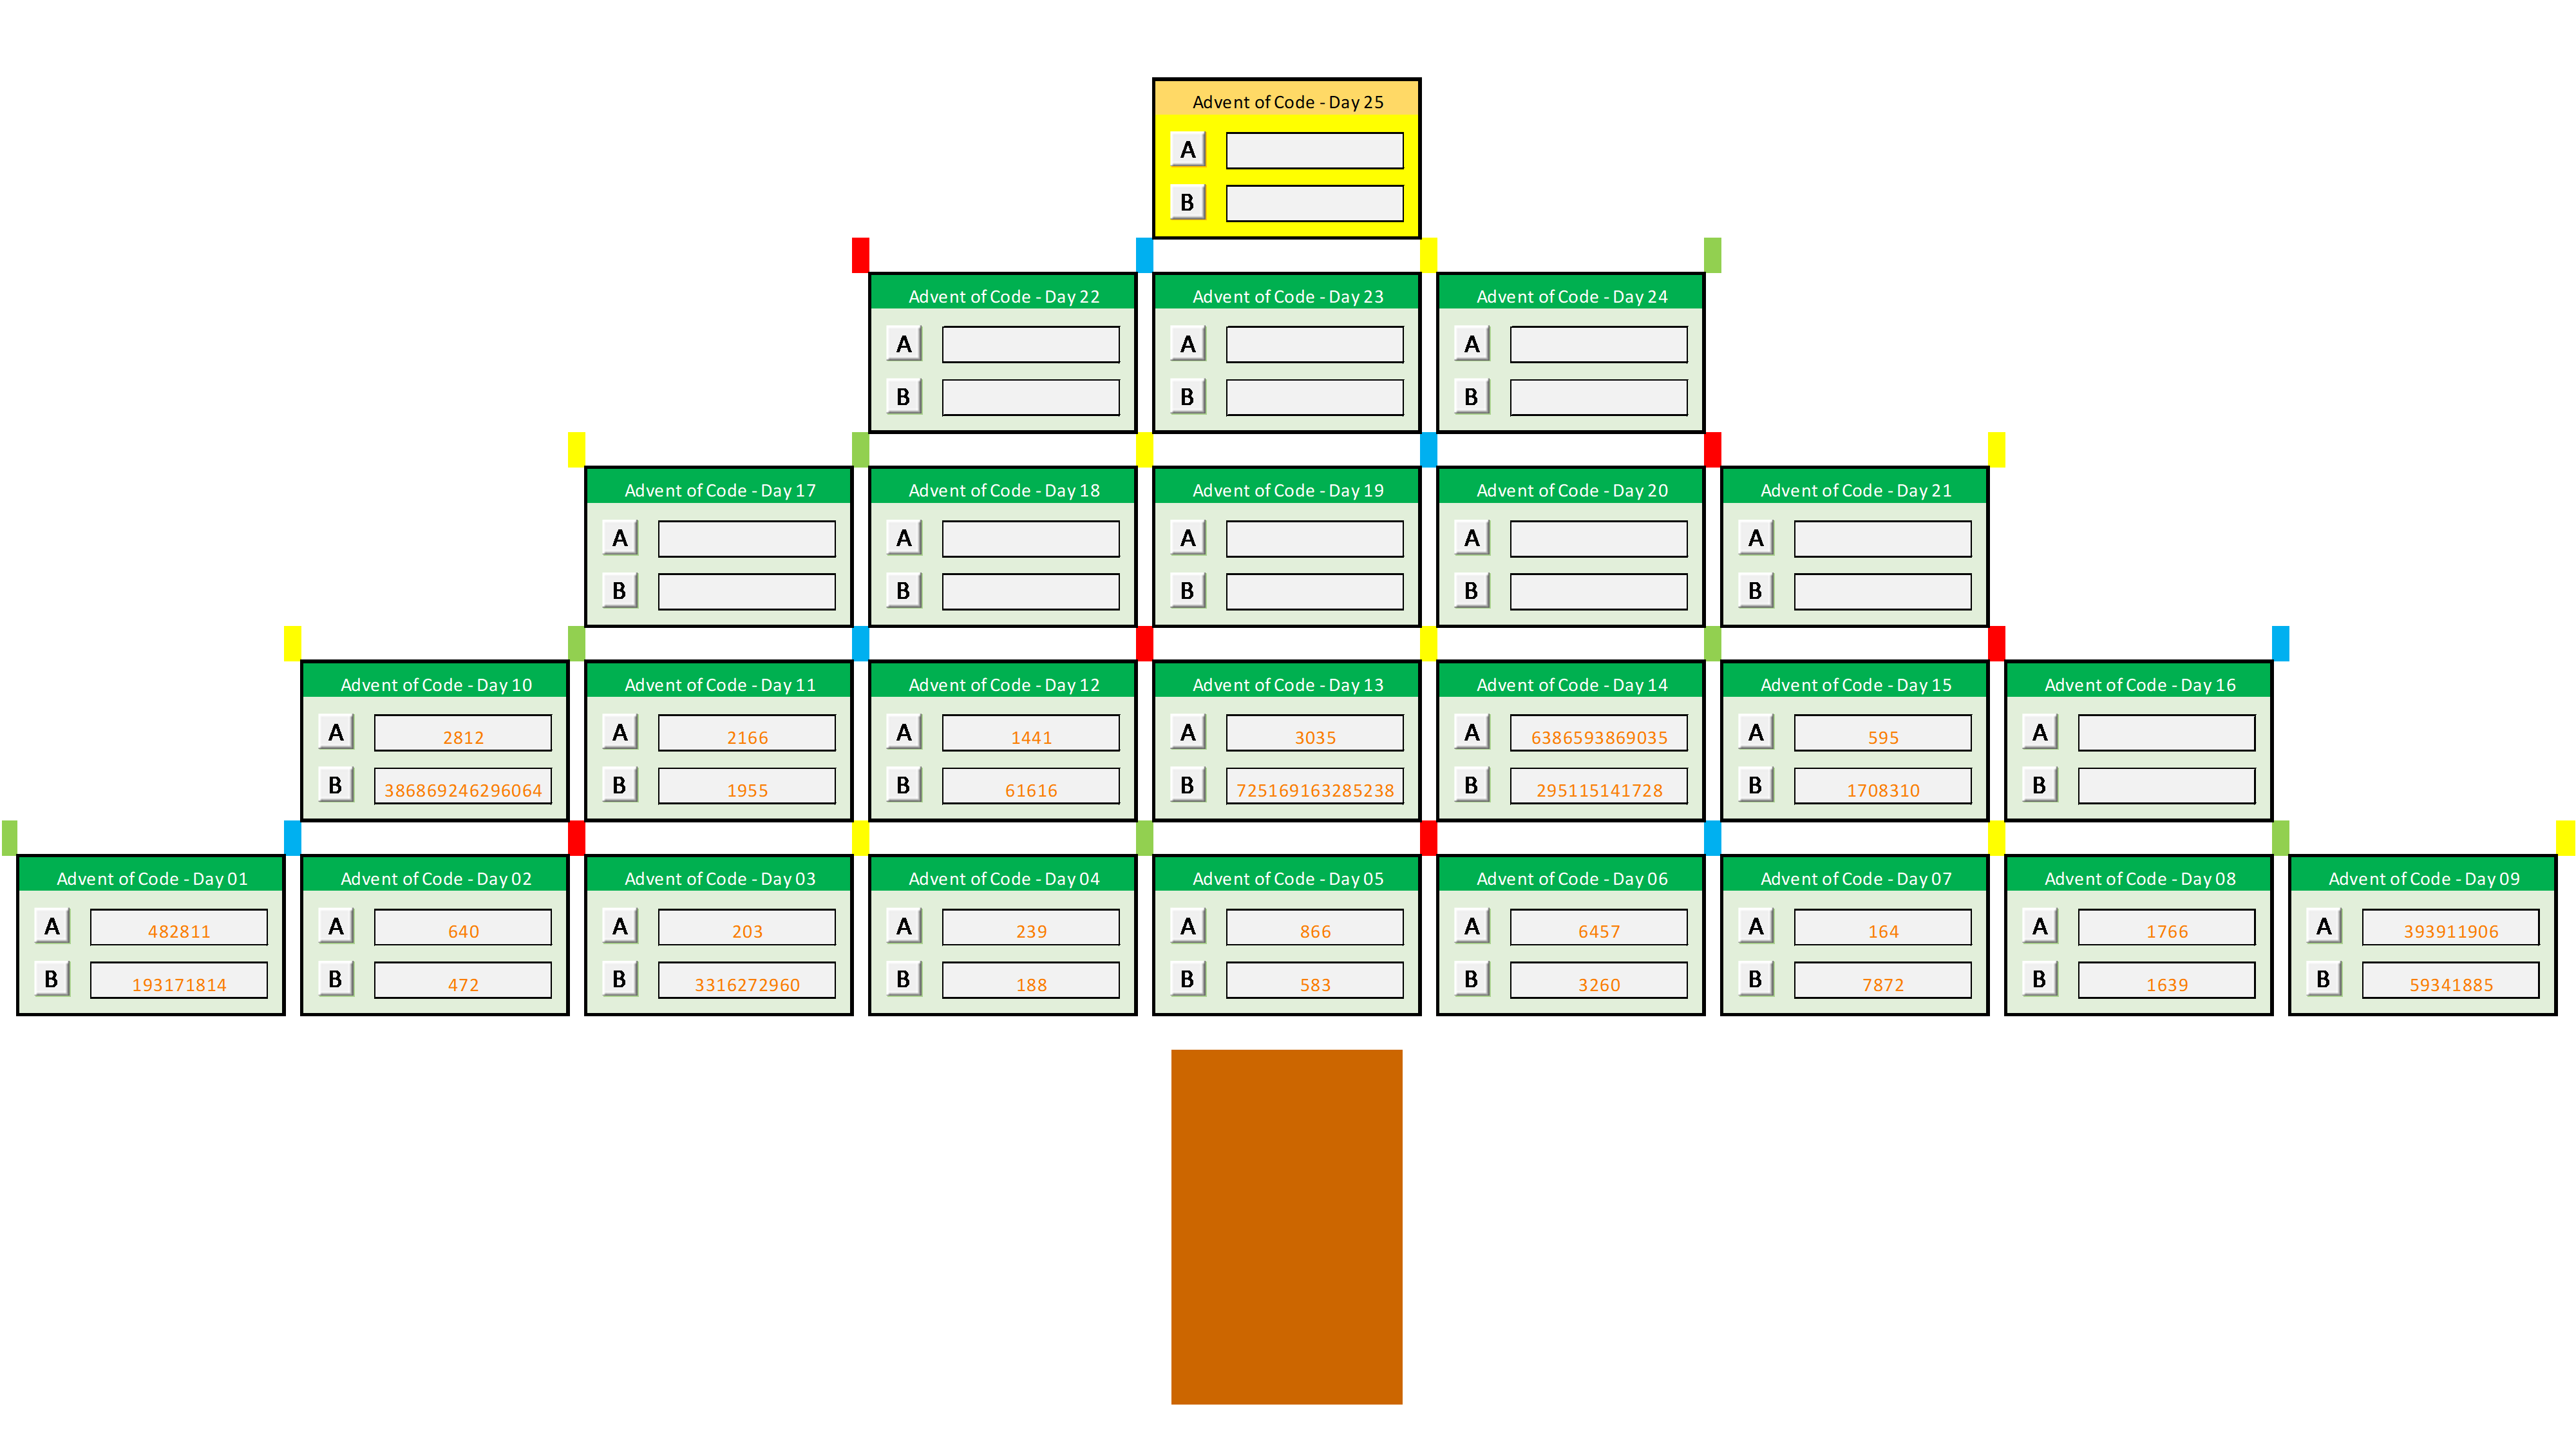 Advent of Code - Day 25
A
B
Advent of Code - Day 22
A
B
Advent of Code - Day 23
A
B
Advent of Code - Day 24
A
B
Advent of Code - Day 17
A
B
Advent of Code - Day 18
A
B
Advent of Code - Day 19
A
B
Advent of Code - Day 20
A
B
Advent of Code - Day 21
A
B
Advent of Code - Day 10
A 2812
B 386869246296064
Advent of Code - Day 11
A 2166
B 1955
Advent of Code - Day 12
A 1441
B 61616
Advent of Code - Day 13
A 3035
B 725169163285238
Advent of Code - Day 14
A 6386593869035
B 295115141728
Advent of Code - Day 15
A 595
B 1708310
Advent of Code - Day 16
A
B
Advent of Code - Day 01
A 482811
B 193171814
Advent of Code - Day 02
A 640
B 472
Advent of Code - Day 03
A 203
B 3316272960
Advent of Code - Day 04
A 239
B 188
Advent of Code - Day 05
A 866
B 583
Advent of Code - Day 06
A 6457
B 3260
Advent of Code - Day 07
A 164
B 7872
Advent of Code - Day 08
A 1766
B 1639
Advent of Code - Day 09
A 393911906
B 59341885